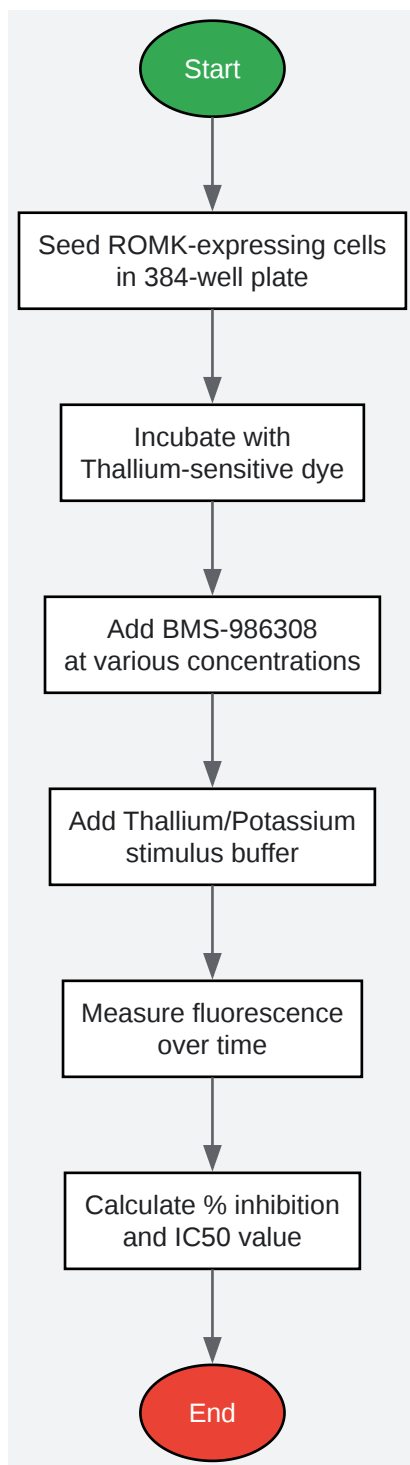 Start
Seed ROMK-expressing cells
in 384-well plate
Incubate with
Thallium-sensitive dye
Add BMS-986308
at various concentrations
Add Thallium/Potassium
stimulus buffer
Measure fluorescence
over time
Calculate % inhibition
and IC50 value
End